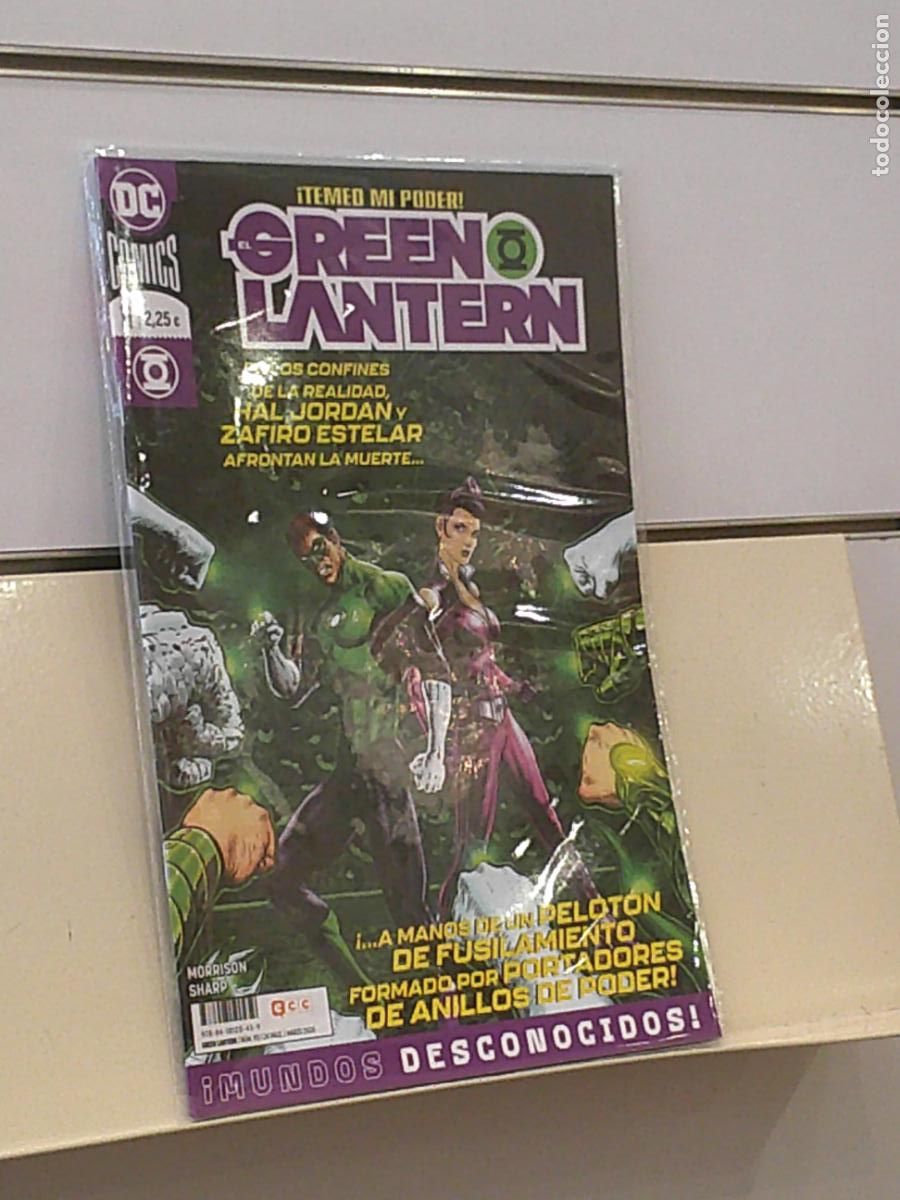 todocoleccion
¡TEMED MI PODER!
DC
COMICS
EL GREEN
LANTERN
2,25 €
LOS CONFINES
DE LA REALIDAD,
HAL JORDAN Y
ZAFIRO ESTELAR
AFRONTAN LA MUERTE...
¡...A MANOS DE UN PELOTÓN
DE FUSILAMIENTO
FORMADO POR PORTADORES
DE ANILLOS DE PODER!
MORRISON
SHARP
ecc
¡MUNDOS DESCONOCIDOS!